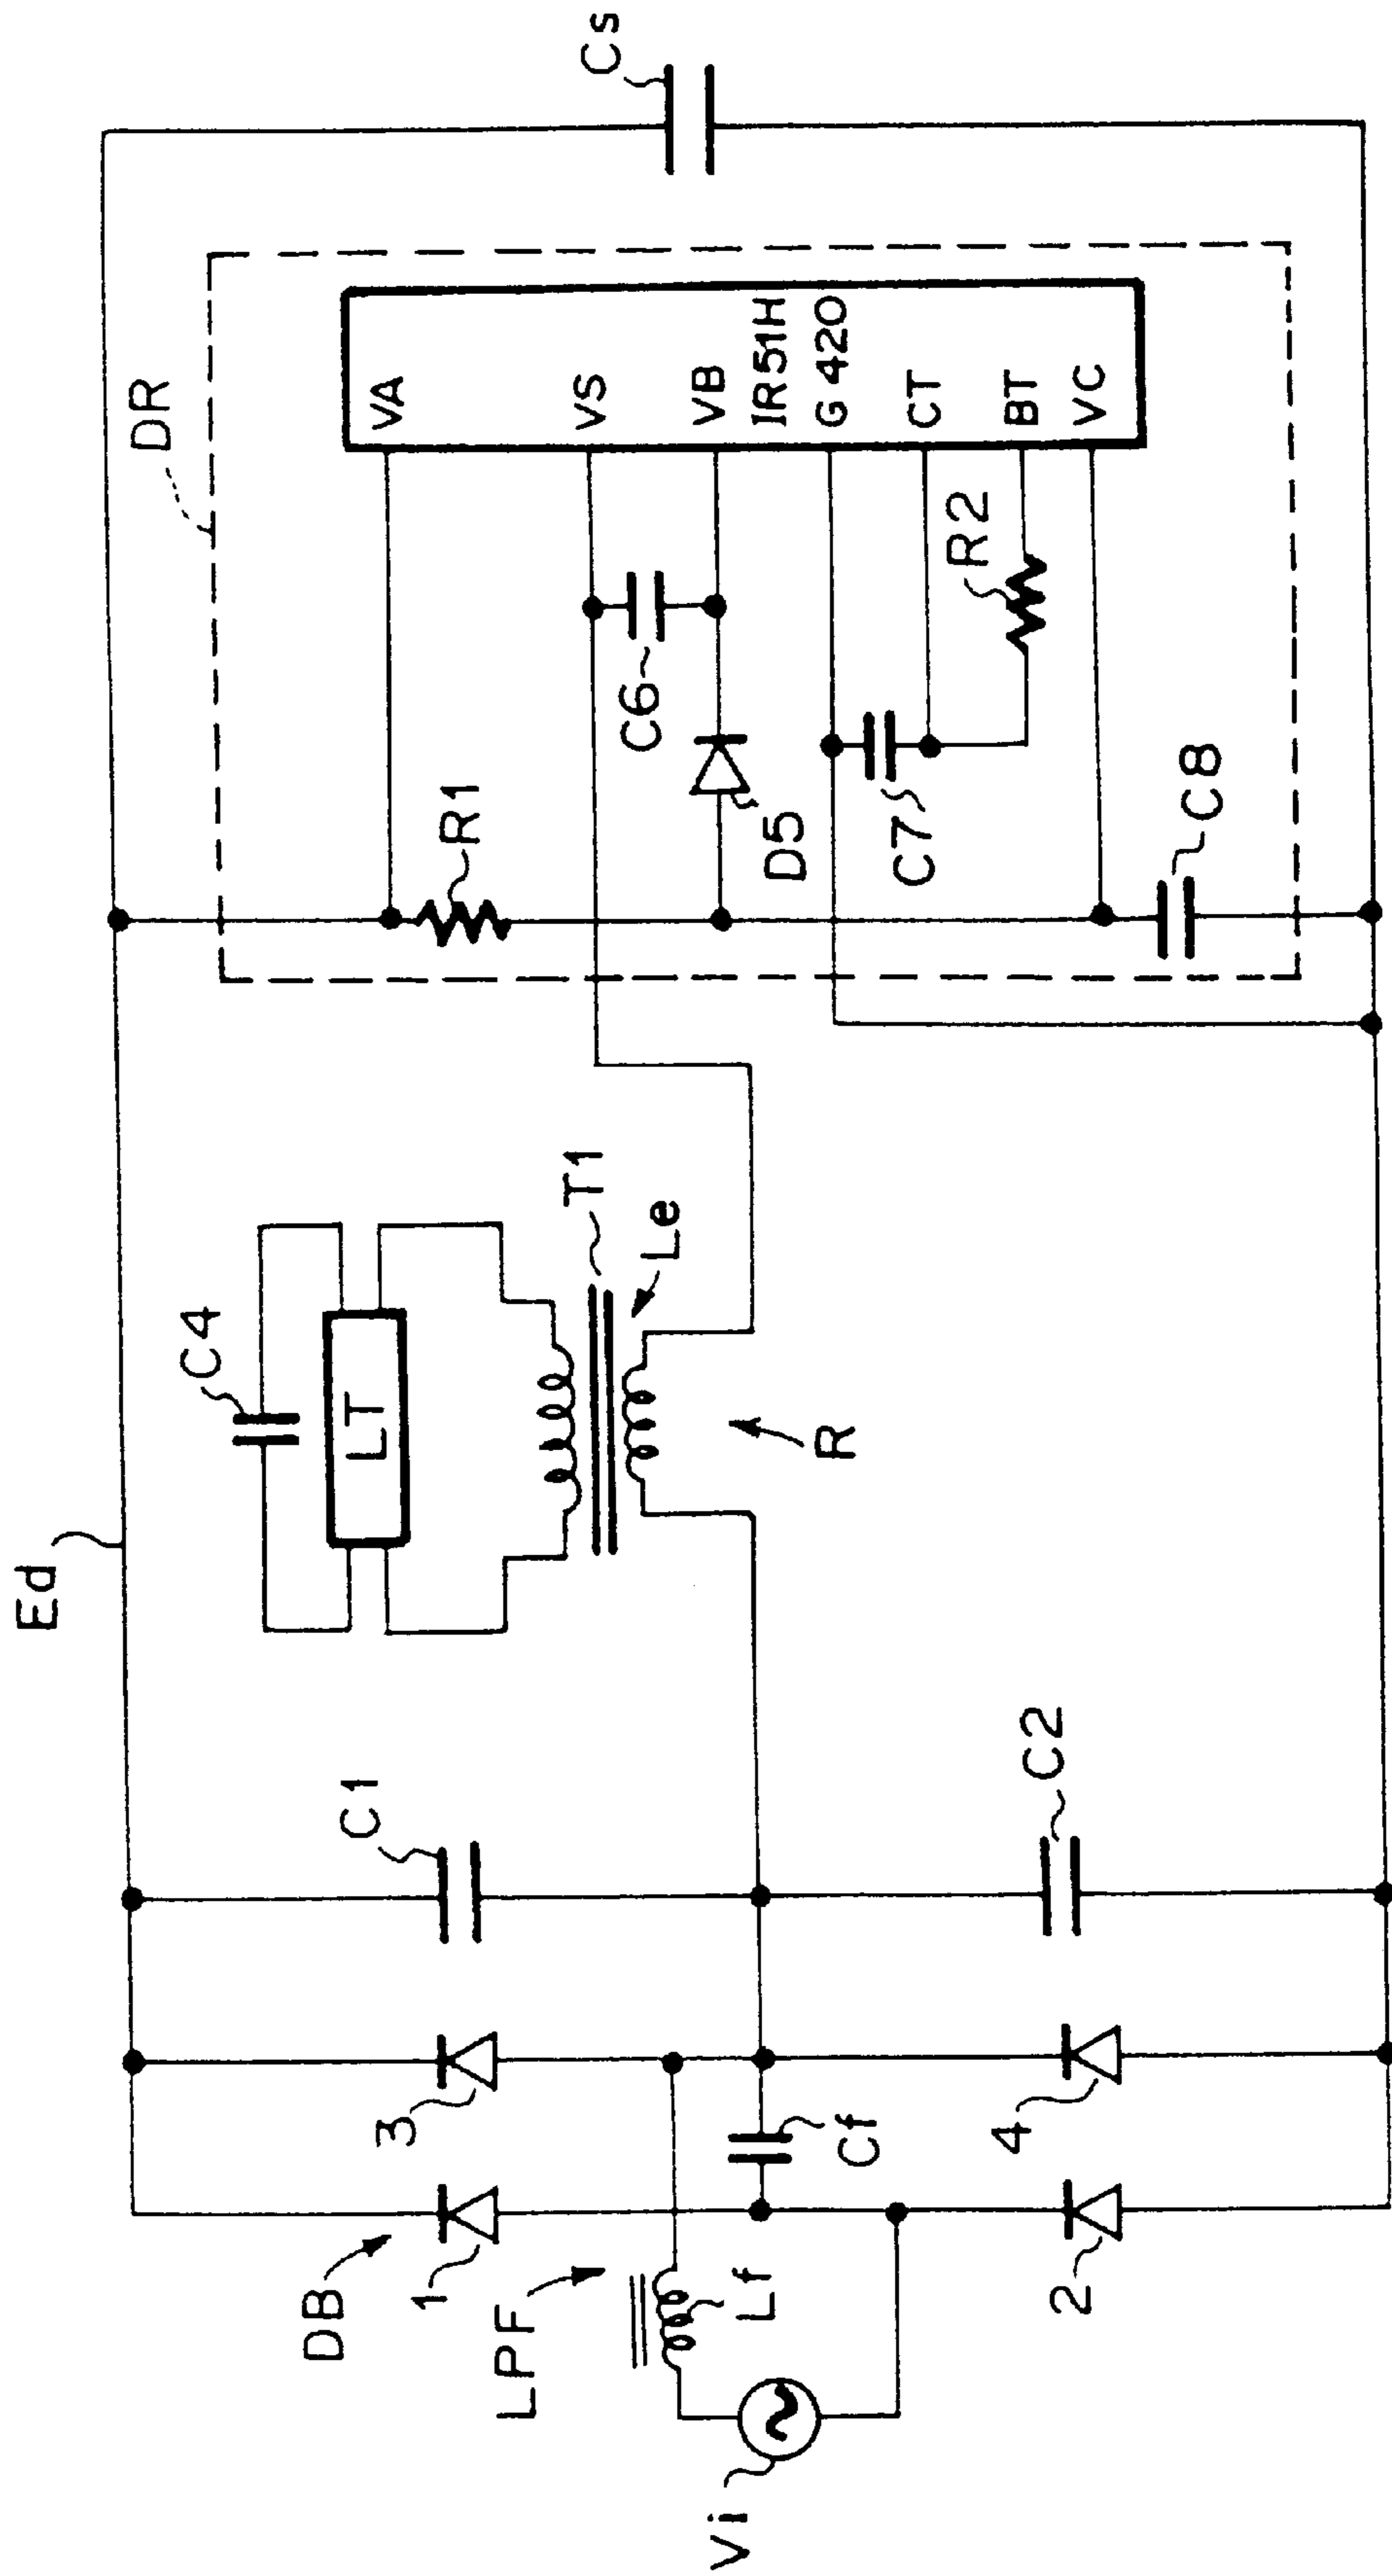 Ed
DR
Cs
C4
LT
T1
Le
R
C1
C2
DB
1
3
LPF
Lf
Cf
Vi
2
4
R1
C6
D5
C7
R2
C8
VA
VS
VB
IR51H
G 420
CT
BT
VC